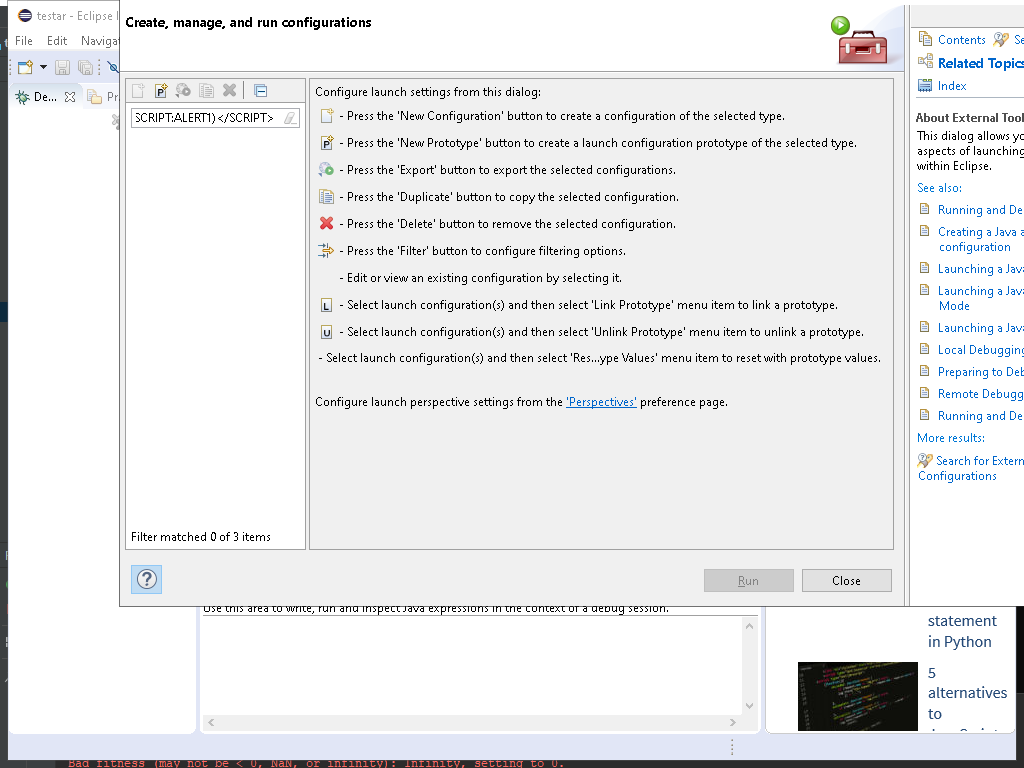 testar - Eclipse I
File Edit Navigat
De...
Pr
Create, manage, and run configurations
SCRIPT:ALERT1)</SCRIPT>
Filter matched 0 of 3 items
Configure launch settings from this dialog:
- Press the 'New Configuration' button to create a configuration of the selected type.
- Press the 'New Prototype' button to create a launch configuration prototype of the selected type.
- Press the 'Export' button to export the selected configurations.
- Press the 'Duplicate' button to copy the selected configuration.
- Press the 'Delete' button to remove the selected configuration.
- Press the 'Filter' button to configure filtering options.
- Edit or view an existing configuration by selecting it.
L - Select launch configuration(s) and then select 'Link Prototype' menu item to link a prototype.
U - Select launch configuration(s) and then select 'Unlink Prototype' menu item to unlink a prototype.
- Select launch configuration(s) and then select 'Res...ype Values' menu item to reset with prototype values.
Configure launch perspective settings from the 'Perspectives' preference page.
?
Run
Close
Contents Se
Related Topics
Index
About External Tool
This dialog allows yo
aspects of launching
within Eclipse.
See also:
Running and De
Creating a Java a
configuration
Launching a Java
Launching a Java
Mode
Launching a Java
Local Debugging
Preparing to Deb
Remote Debugg
Running and De
More results:
Search for Extern
Configurations
Use this area to write, run and inspect Java expressions in the context of a debug session.
statement
in Python
5
alternatives
to
JavaScript
Bad fitness (may not be < 0, NaN, or infinity): Infinity, setting to 0.